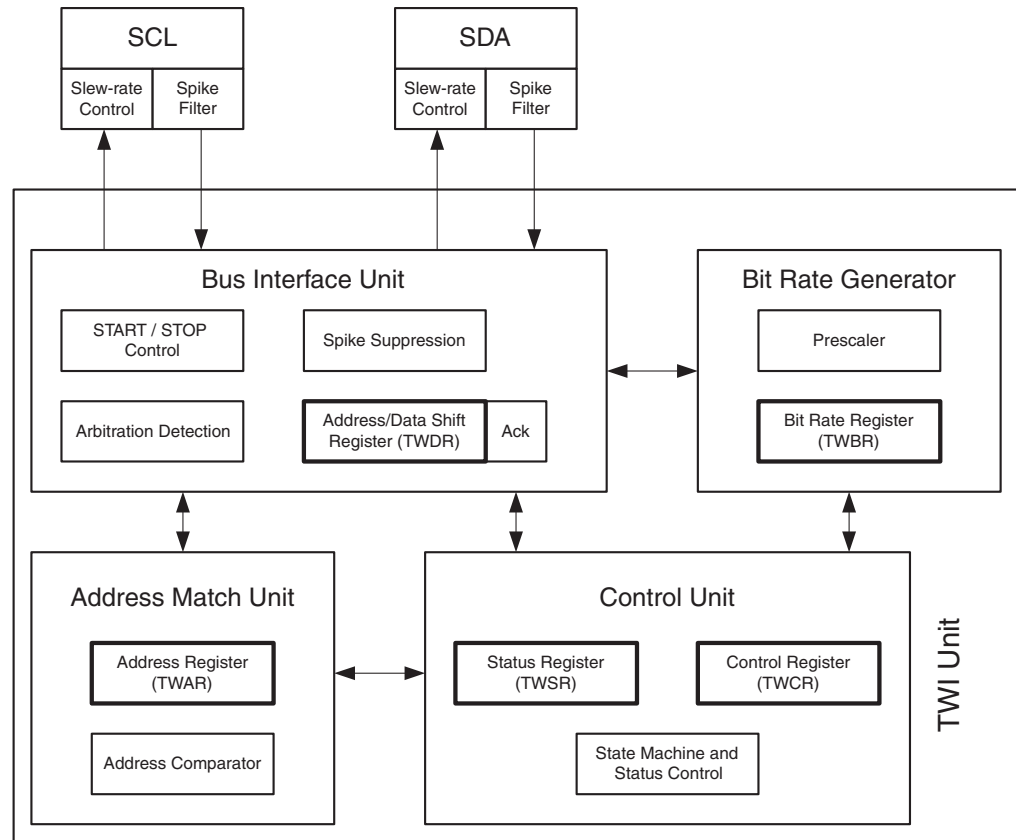 SCL
SDA
Slew-rate
Control
Spike
Filter
Slew-rate
Control
Spike
Filter
Bus Interface Unit
START / STOP
Control
Spike Suppression
Arbitration Detection
Address/Data Shift
Register (TWDR)
Ack
Bit Rate Generator
Prescaler
Bit Rate Register
(TWBR)
Address Match Unit
Address Register
(TWAR)
Address Comparator
Control Unit
Status Register
(TWSR)
Control Register
(TWCR)
State Machine and
Status Control
TWI Unit